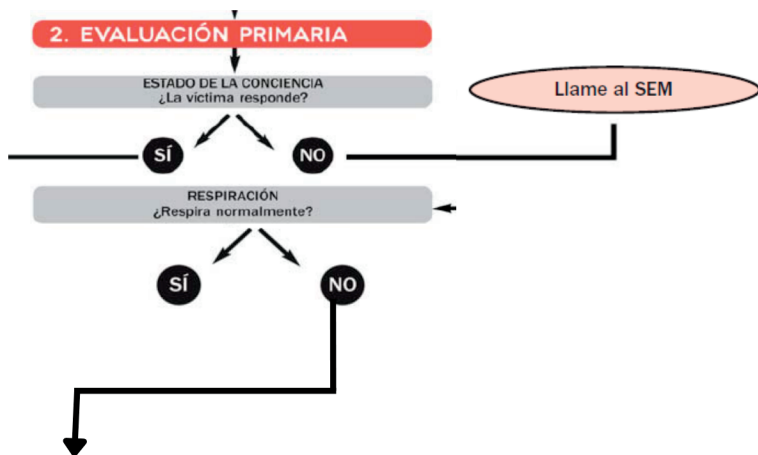 2. EVALUACIÓN PRIMARIA
ESTADO DE LA CONCIENCIA
¿La víctima responde?
Llame al SEM
SÍ
NO
RESPIRACIÓN
¿Respira normalmente?
SÍ
NO